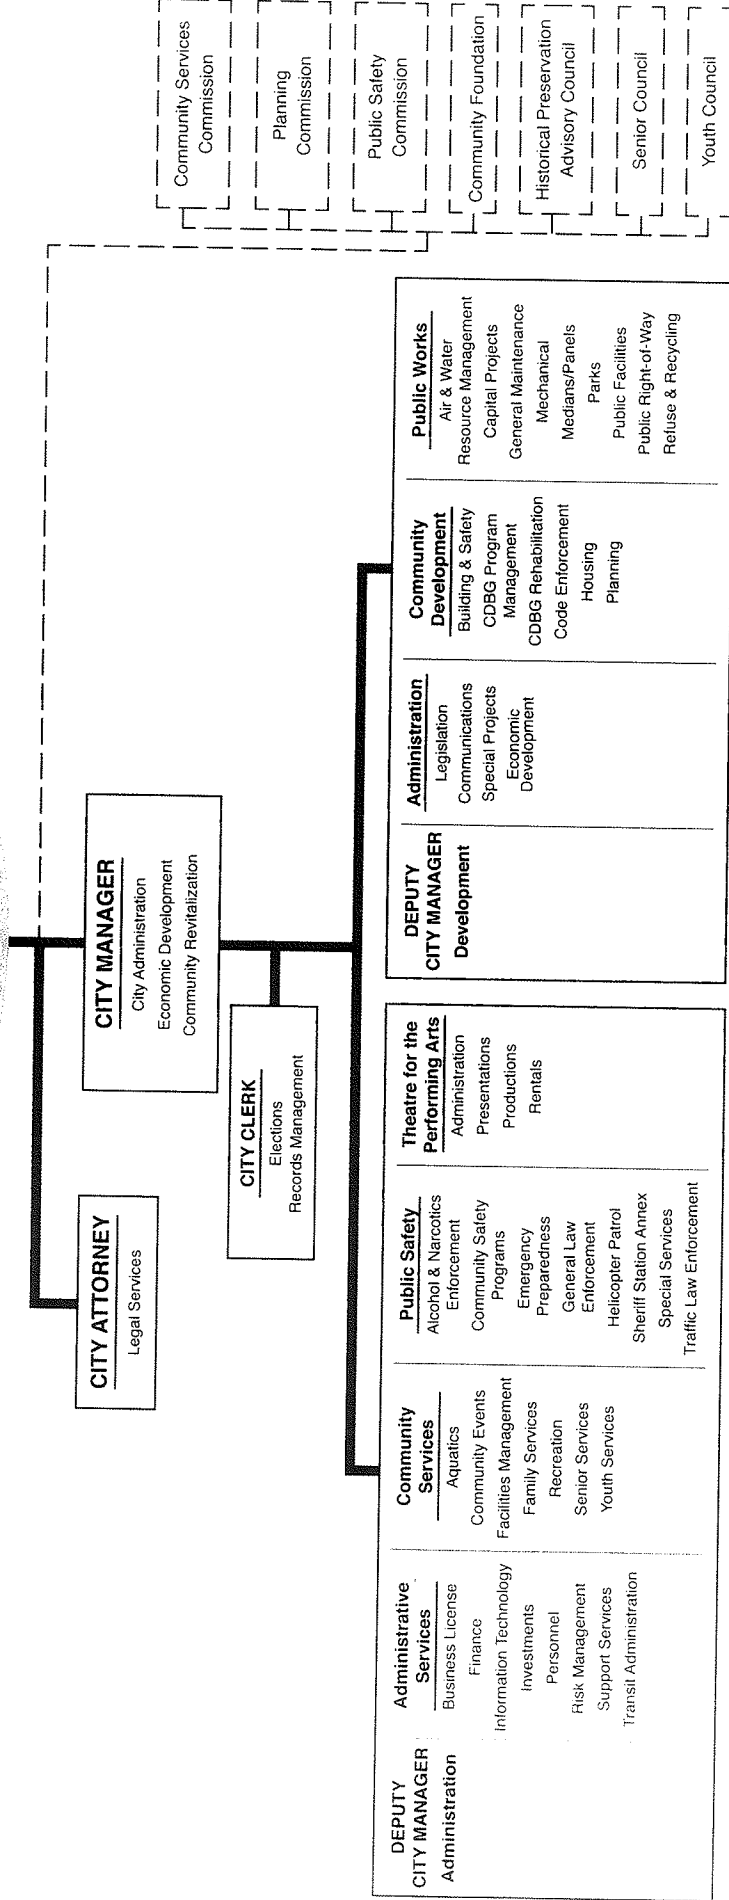 CITY ATTORNEY
Legal Services
CITY MANAGER
City Administration
Economic Development
Community Revitalization
CITY CLERK
Elections
Records Management
Community Services
Commission
Planning
Commission
Public Safety
Commission
Community Foundation
Historical Preservation
Advisory Council
Senior Council
Youth Council
DEPUTY
CITY MANAGER
Administration
Administrative
Services
Business License
Finance
Information Technology
Investments
Personnel
Risk Management
Support Services
Transit Administration
Community
Services
Aquatics
Community Events
Facilities Management
Family Services
Recreation
Senior Services
Youth Services
Public Safety
Alcohol & Narcotics
Enforcement
Community Safety
Programs
Emergency
Preparedness
General Law
Enforcement
Helicopter Patrol
Sheriff Station Annex
Special Services
Traffic Law Enforcement
Theatre for the
Performing Arts
Administration
Presentations
Productions
Rentals
DEPUTY
CITY MANAGER
Development
Administration
Legislation
Communications
Special Projects
Economic
Development
Community
Development
Building & Safety
CDBG Program
Management
CDBG Rehabilitation
Code Enforcement
Housing
Planning
Public Works
Air & Water
Resource Management
Capital Projects
General Maintenance
Mechanical
Medians/Panels
Parks
Public Facilities
Public Right-of-Way
Refuse & Recycling